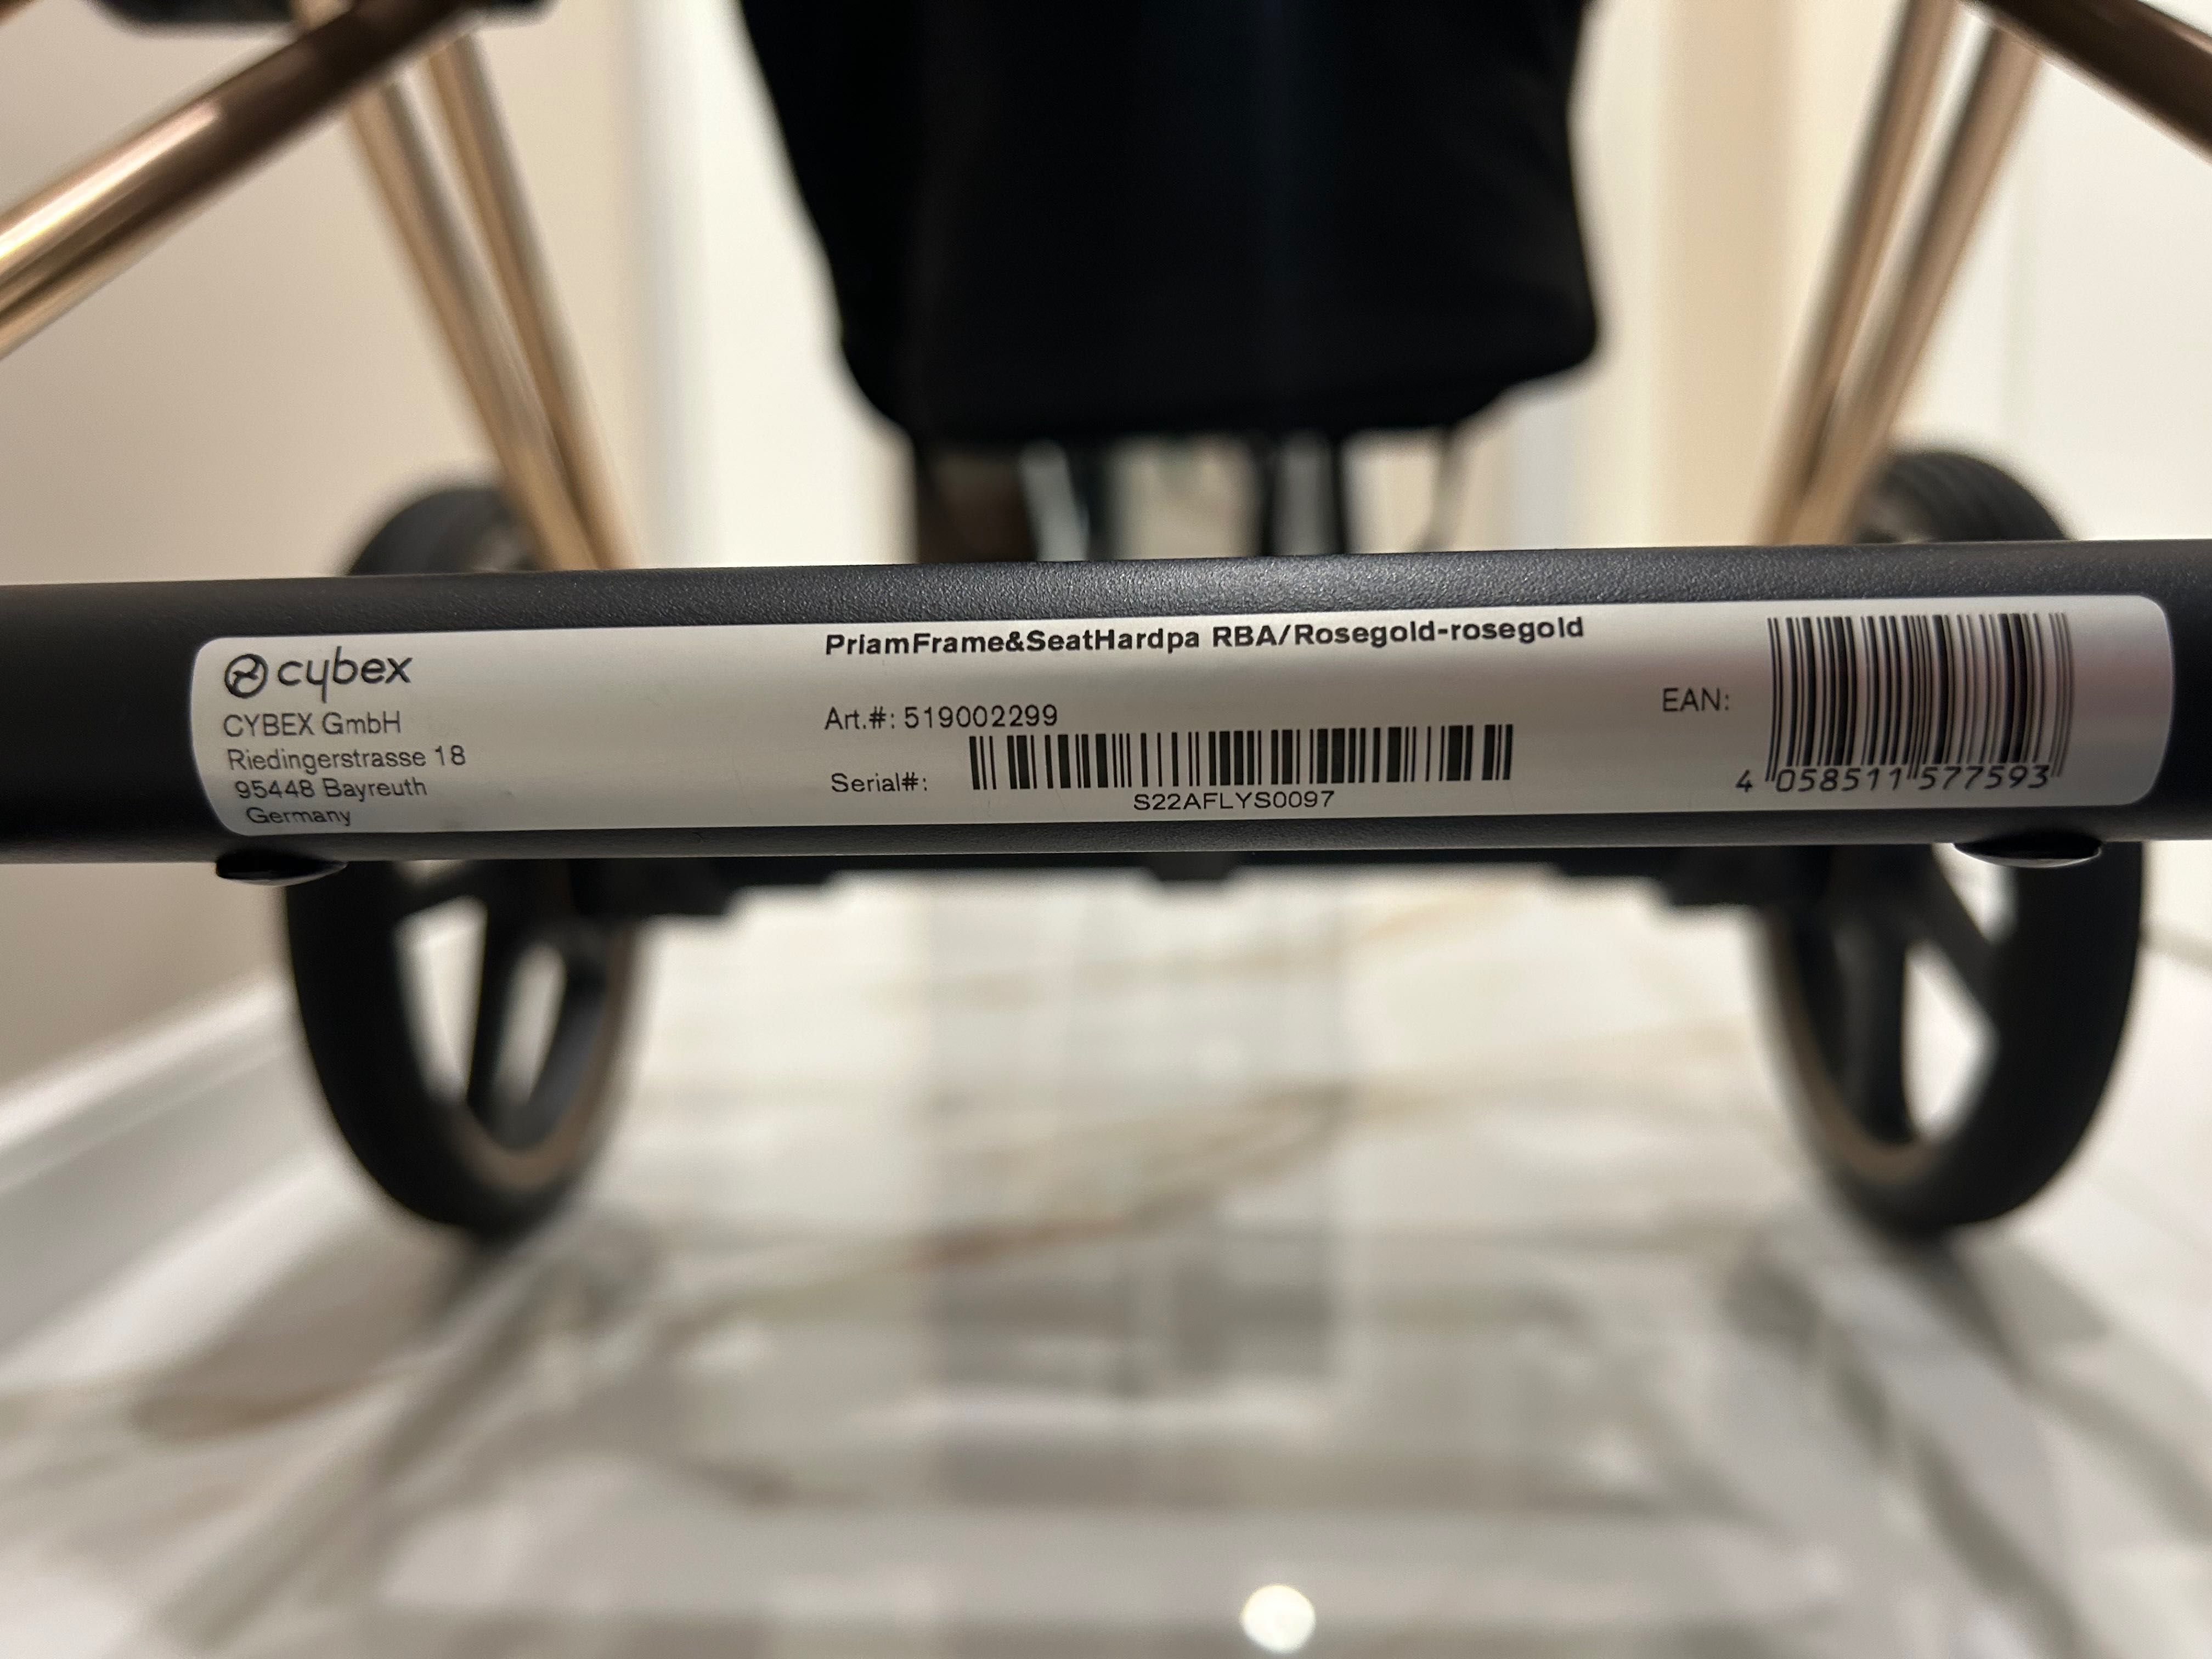 cybex
CYBEX GmbH
Riedingerstrasse 18
95448 Bayreuth
Germany
PriamFrame&SeatHardpa RBA/Rosegold-rosegold
Art.#: 519002299
Serial#:
S22AFLYS0097
EAN:
4 058511 577593